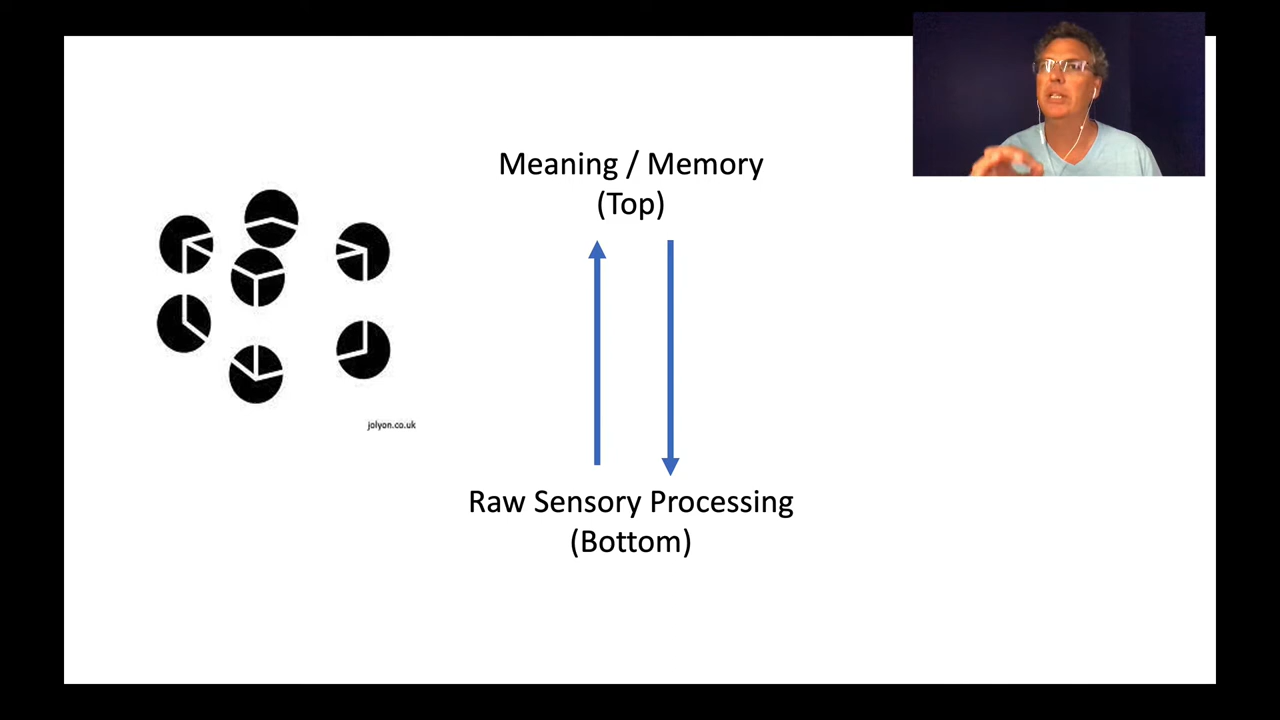 Meaning / Memory
(Top)
jolyon.co.uk
Raw Sensory Processing
(Bottom)